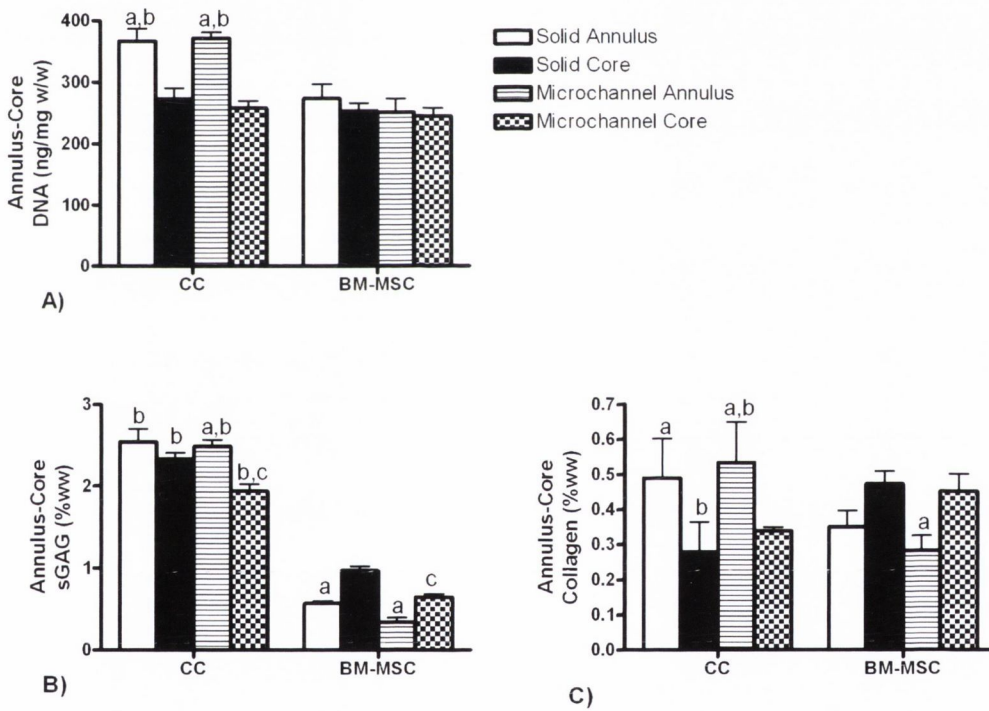 Annulus-Core
DNA (ng/mg w/w)
400
300
200
100
0
a,b
a,b
CC
BM-MSC
A)
Solid Annulus
Solid Core
Microchannel Annulus
Microchannel Core
Annulus-Core
sGAG (%ww)
3
2
1
0
b
b
a,b
b,c
a
a
c
CC
BM-MSC
B)
Annulus-Core
Collagen (%ww)
0.7
0.6
0.5
0.4
0.3
0.2
0.1
0.0
a
b
a,b
a
CC
BM-MSC
C)